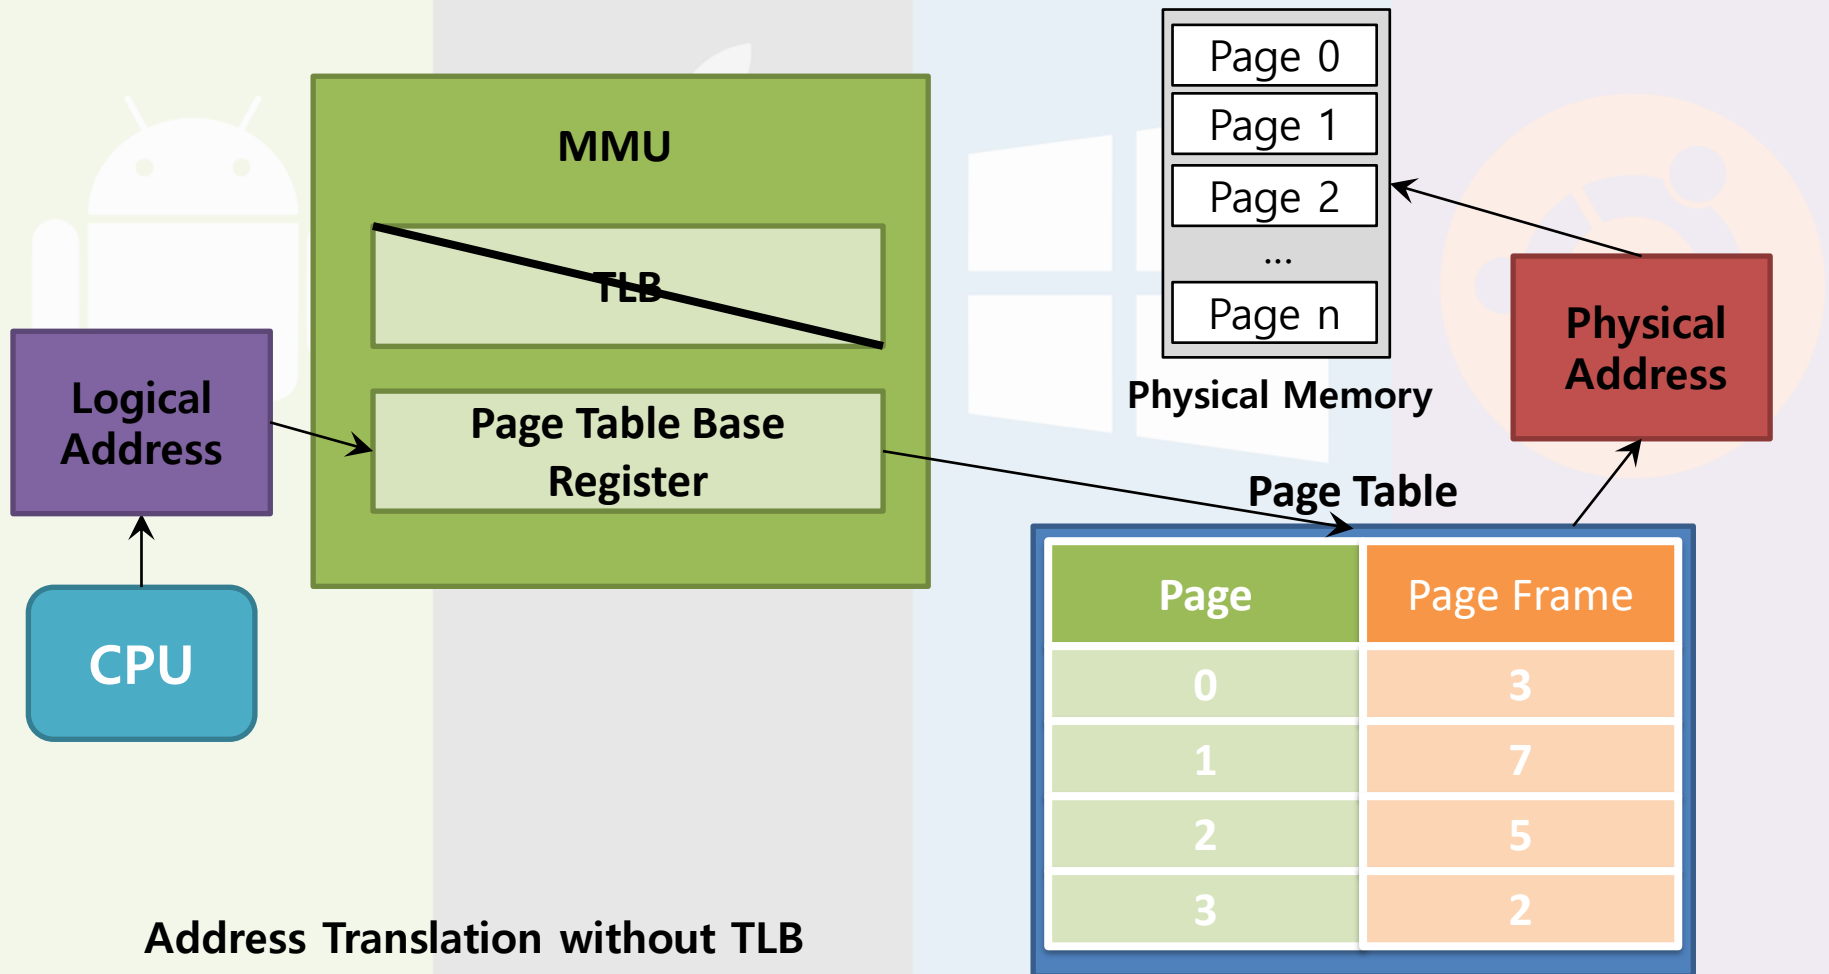 MMU
TLB
Page Table Base
Register
Logical
Address
CPU
Address Translation without TLB
Page 0
Page 1
Page 2
...
Page n
Physical Memory
Physical
Address
Page Table
Page Page Frame
0 3
1 7
2 5
3 2